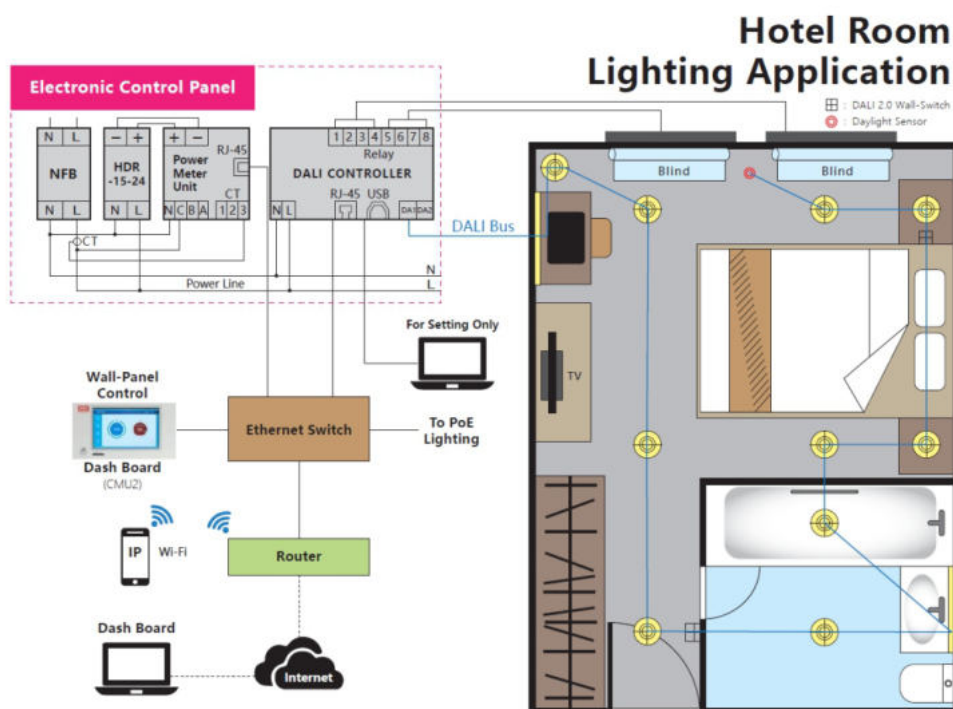 Hotel Room
Lighting Application
: DALI 2.0 Wall-Switch
: Daylight Sensor
Electronic Control Panel
N L
NFB
N L
− +
HDR
-15-24
N L
+ −
Power
Meter
Unit
RJ-45
CT
N C B A 1 2 3
1 2 3 4 5 6 7 8
Relay
DALI CONTROLLER
RJ-45 USB
N L
DA1 DA2
CT
DALI Bus
N
Power Line
L
Blind
Blind
TV
For Setting Only
Wall-Panel
Control
Dash Board
(CMU2)
Ethernet Switch
To PoE
Lighting
IP
Wi-Fi
Router
Dash Board
Internet